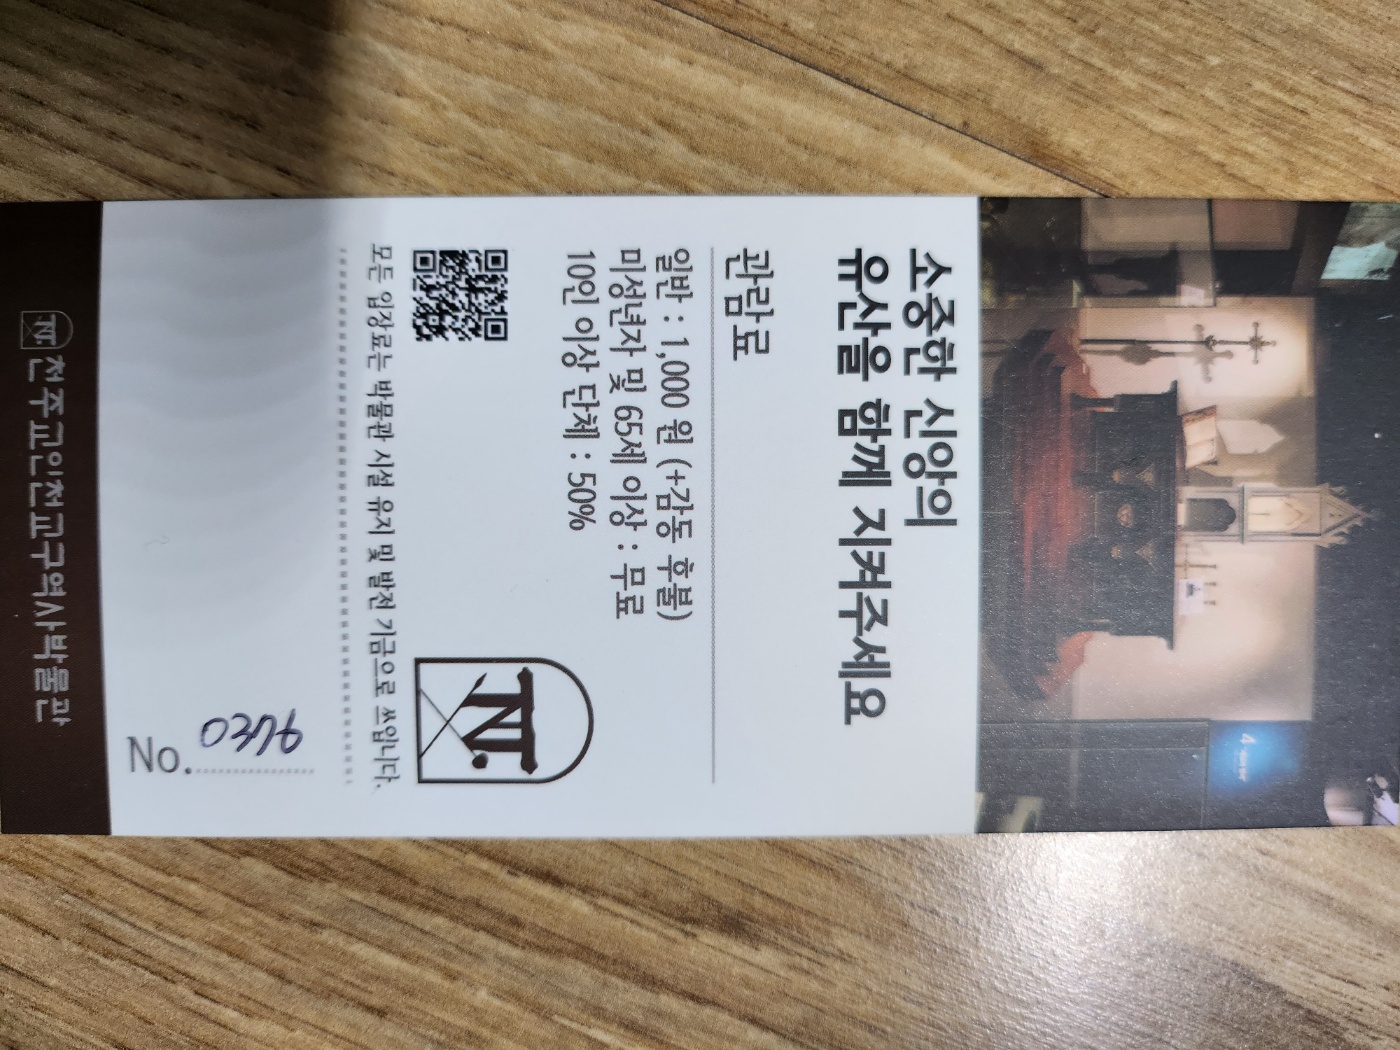 소중한 신앙의
유산을 함께 지켜주세요
관람료
일반 : 1,000 원 (+감동 후불)
미성년자 및 65세 이상 : 무료
10인 이상 단체 : 50%
모든 입장료는 박물관 시설 유지 및 발전 기금으로 쓰입니다.
No.
천주교인천교구역사박물관